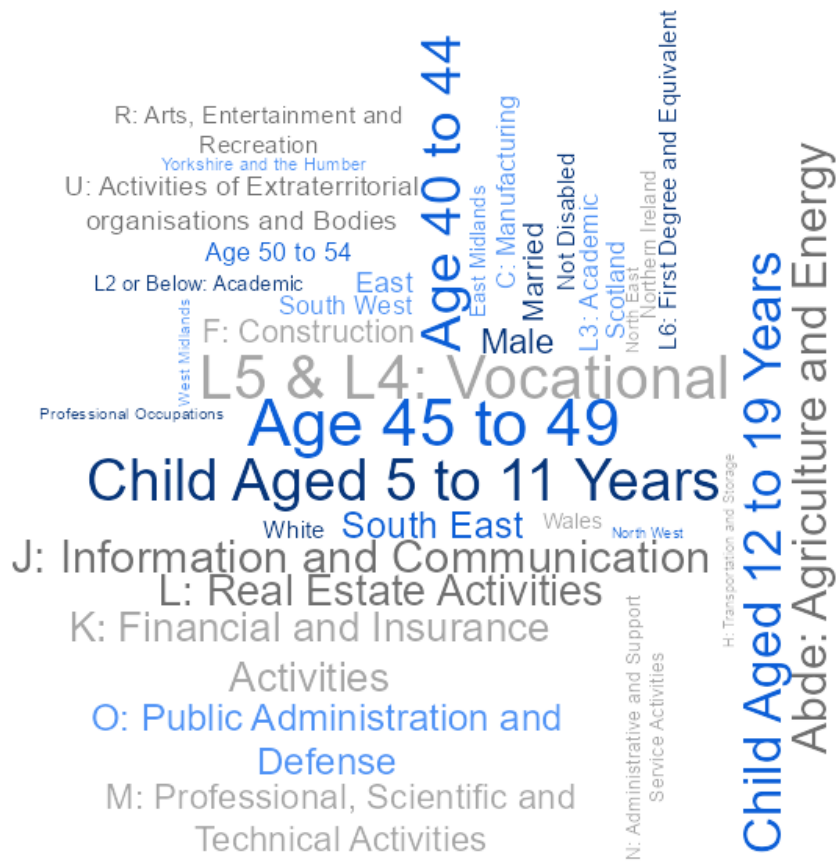 R: Arts, Entertainment and
Recreation
Yorkshire and the Humber
U: Activities of Extraterritorial
organisations and Bodies
Age 50 to 54
L2 or Below: Academic
East
South West
West Midlands
F: Construction
Age 40 to 44
East Midlands
C: Manufacturing
Married
Not Disabled
L3: Academic
Scotland
North East
Northern Ireland
L6: First Degree and Equivalent
Male
L5 & L4: Vocational
Professional Occupations
Age 45 to 49
Child Aged 5 to 11 Years
White
South East
Wales
North West
J: Information and Communication
L: Real Estate Activities
K: Financial and Insurance
Activities
O: Public Administration and
Defense
M: Professional, Scientific and
Technical Activities
N: Administrative and Support
Service Activities
H: Transportation and Storage
Child Aged 12 to 19 Years
Abde: Agriculture and Energy